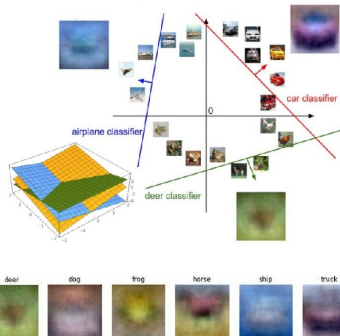 0
car classifier
airplane classifier
deer classifier
deer dog frog horse ship truck